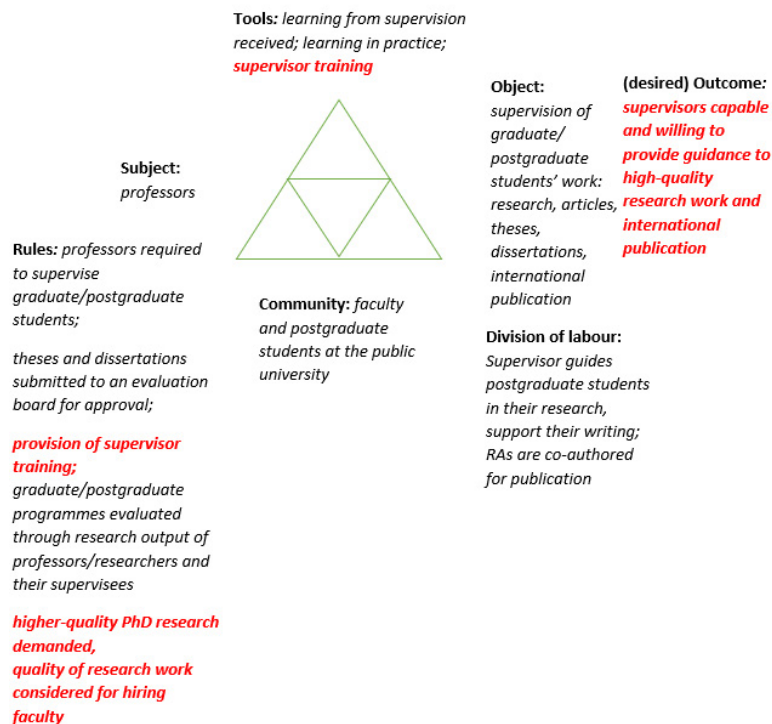 Tools: learning from supervision
received; learning in practice;
supervisor training
Subject:
professors
Object:
supervision of
graduate/
postgraduate
students' work:
research, articles,
theses,
dissertations,
international
publication
(desired) Outcome:
supervisors capable
and willing to
provide guidance to
high-quality
research work and
international
publication
Rules: professors required
to supervise
graduate/postgraduate
students;
theses and dissertations
submitted to an evaluation
board for approval;
provision of supervisor
training;
graduate/postgraduate
programmes evaluated
through research output of
professors/researchers and
their supervisees
higher-quality PhD research
demanded,
quality of research work
considered for hiring
faculty
Community: faculty
and postgraduate
students at the public
university
Division of labour:
Supervisor guides
postgraduate students
in their research,
support their writing;
RAs are co-authored
for publication